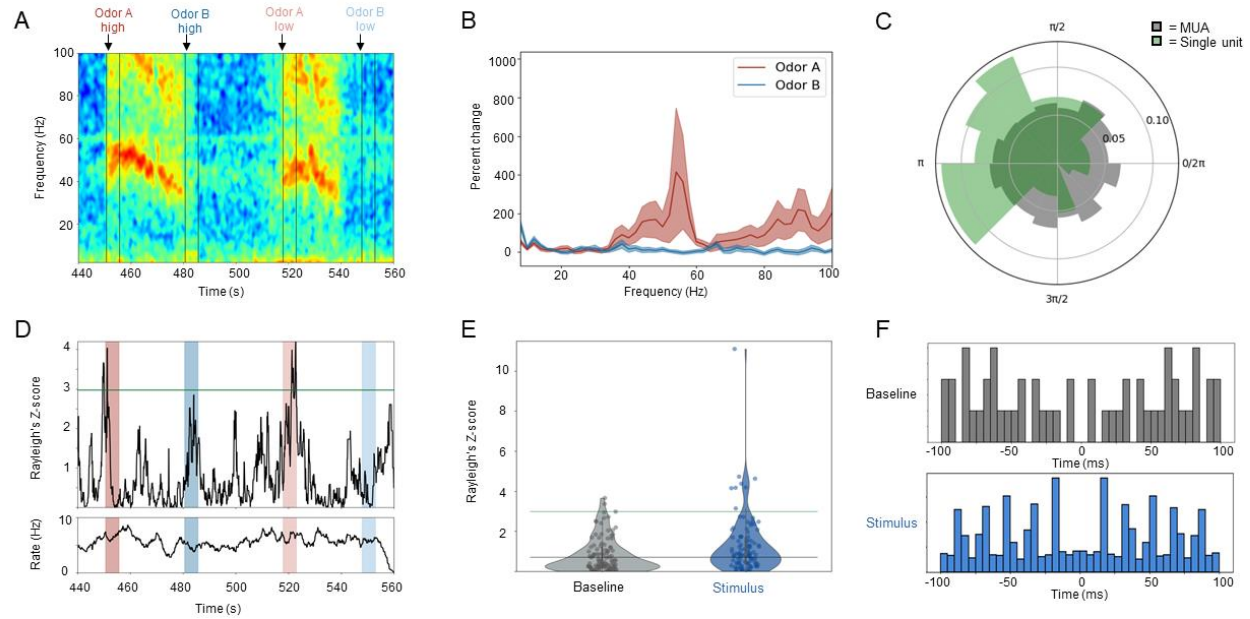 A
Odor A
high
Odor B
high
Odor A
low
Odor B
low
100
80
60
40
20
Frequency (Hz)
440
460
480
500
520
540
560
Time (s)
B
1000
800
600
400
200
0
Percent change
Odor A
Odor B
20
40
60
80
100
Frequency (Hz)
C
= MUA
= Single unit
π/2
0.10
0.05
π
0/2π
3π/2
D
4
3
2
1
Rayleigh's Z-score
10
0
Rate (Hz)
440
460
480
500
520
540
560
Time (s)
E
10
8
6
4
2
Rayleigh's Z-score
Baseline
Stimulus
F
Baseline
-100
-50
0
50
100
Time (ms)
Stimulus
-100
-50
0
50
100
Time (ms)